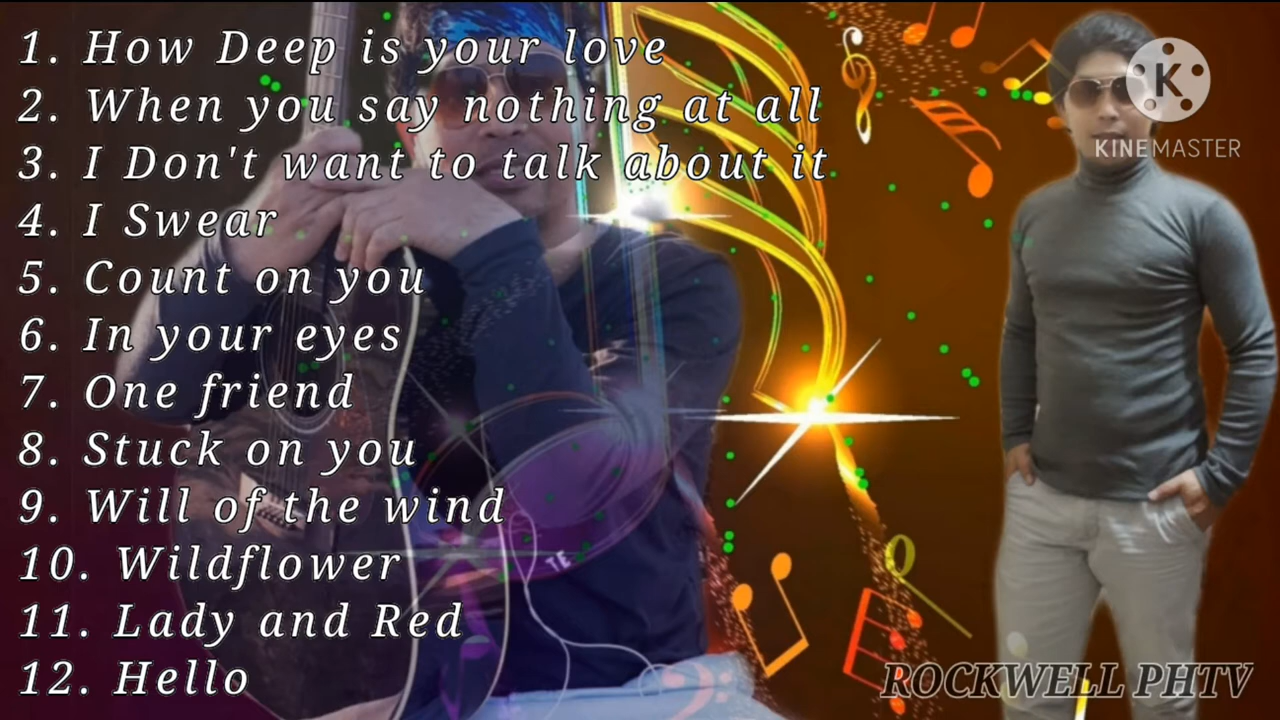 1. How Deep is your love
2. When you say nothing at all
3. I Don't want to talk about it
4. I Swear
5. Count on you
6. In your eyes
7. One friend
8. Stuck on you
9. Will of the wind
10. Wildflower
11. Lady and Red
12. Hello
K
KINEMASTER
TE
ROCKWELL PHTV